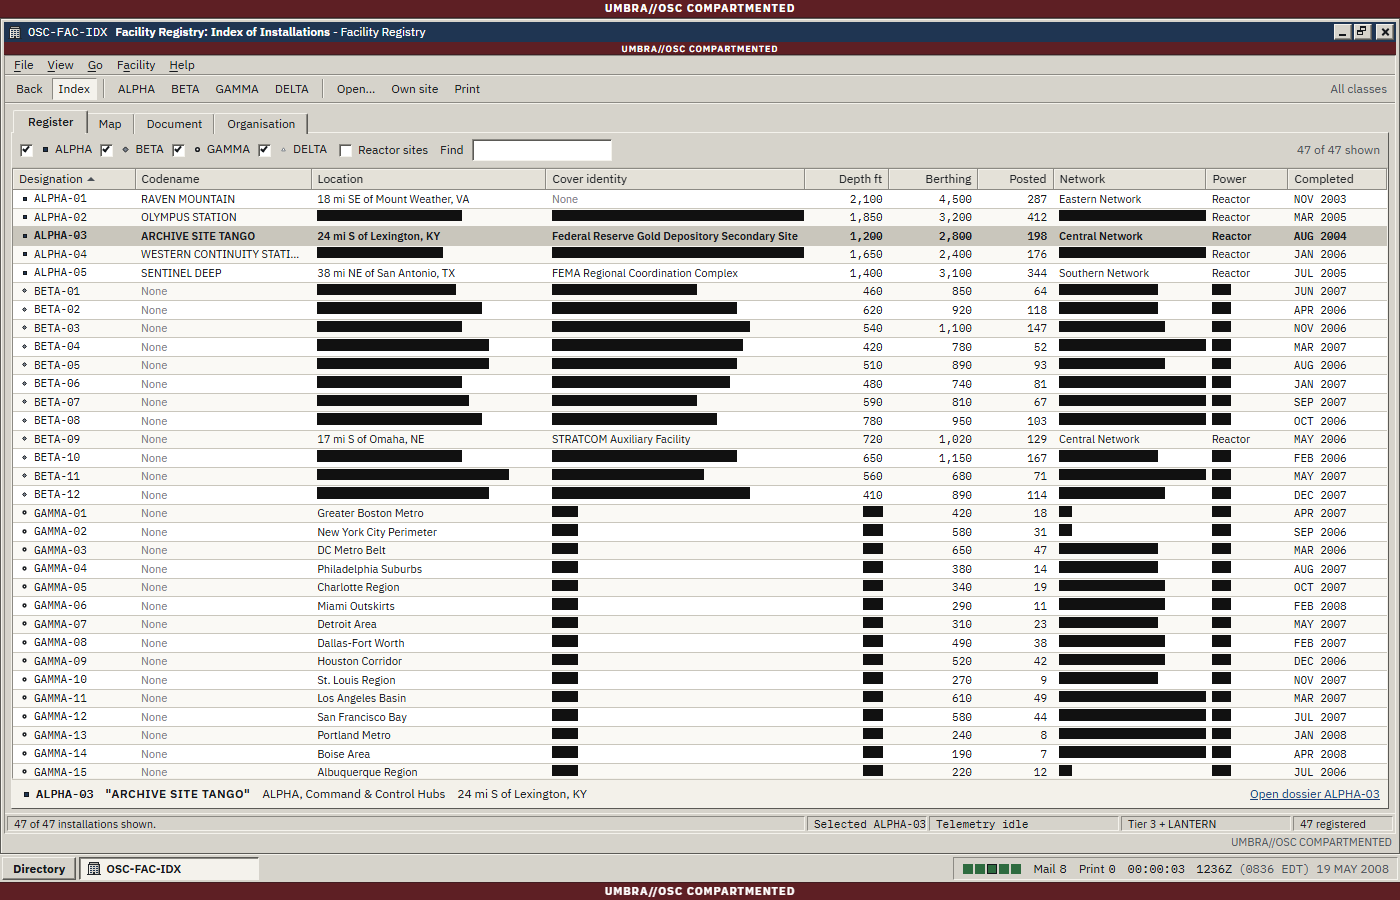 UMBRA//OSC COMPARTMENTED
OSC-FAC-IDX Facility Registry: Index of Installations - Facility Registry
UMBRA//OSC COMPARTMENTED
File View Go Facility Help
Back Index ALPHA BETA GAMMA DELTA Open... Own site Print All classes
Register Map Document Organisation
ALPHA BETA GAMMA DELTA Reactor sites Find 47 of 47 shown
Designation Codename Location Cover identity Depth ft Berthing Posted Network Power Completed
ALPHA-01 RAVEN MOUNTAIN 18 mi SE of Mount Weather, VA None 2,100 4,500 287 Eastern Network Reactor NOV 2003
ALPHA-02 OLYMPUS STATION 1,850 3,200 412 Reactor MAR 2005
ALPHA-03 ARCHIVE SITE TANGO 24 mi S of Lexington, KY Federal Reserve Gold Depository Secondary Site 1,200 2,800 198 Central Network Reactor AUG 2004
ALPHA-04 WESTERN CONTINUITY STATI... 1,650 2,400 176 Reactor JAN 2006
ALPHA-05 SENTINEL DEEP 38 mi NE of San Antonio, TX FEMA Regional Coordination Complex 1,400 3,100 344 Southern Network Reactor JUL 2005
BETA-01 None 460 850 64 JUN 2007
BETA-02 None 620 920 118 APR 2006
BETA-03 None 540 1,100 147 NOV 2006
BETA-04 None 420 780 52 MAR 2007
BETA-05 None 510 890 93 AUG 2006
BETA-06 None 480 740 81 JAN 2007
BETA-07 None 590 810 67 SEP 2007
BETA-08 None 780 950 103 OCT 2006
BETA-09 None 17 mi S of Omaha, NE STRATCOM Auxiliary Facility 720 1,020 129 Central Network Reactor MAY 2006
BETA-10 None 650 1,150 167 FEB 2006
BETA-11 None 560 680 71 MAY 2007
BETA-12 None 410 890 114 DEC 2007
GAMMA-01 None Greater Boston Metro 420 18 APR 2007
GAMMA-02 None New York City Perimeter 580 31 SEP 2006
GAMMA-03 None DC Metro Belt 650 47 MAR 2006
GAMMA-04 None Philadelphia Suburbs 380 14 AUG 2007
GAMMA-05 None Charlotte Region 340 19 OCT 2007
GAMMA-06 None Miami Outskirts 290 11 FEB 2008
GAMMA-07 None Detroit Area 310 23 MAY 2007
GAMMA-08 None Dallas-Fort Worth 490 38 FEB 2007
GAMMA-09 None Houston Corridor 520 42 DEC 2006
GAMMA-10 None St. Louis Region 270 9 NOV 2007
GAMMA-11 None Los Angeles Basin 610 49 MAR 2007
GAMMA-12 None San Francisco Bay 580 44 JUL 2007
GAMMA-13 None Portland Metro 240 8 JAN 2008
GAMMA-14 None Boise Area 190 7 APR 2008
GAMMA-15 None Albuquerque Region 220 12 JUL 2006
ALPHA-03 "ARCHIVE SITE TANGO" ALPHA, Command & Control Hubs 24 mi S of Lexington, KY Open dossier ALPHA-03
47 of 47 installations shown. Selected ALPHA-03 Telemetry idle Tier 3 + LANTERN 47 registered
UMBRA//OSC COMPARTMENTED
Directory OSC-FAC-IDX Mail 8 Print 0 00:00:03 1236Z (0836 EDT) 19 MAY 2008
UMBRA//OSC COMPARTMENTED